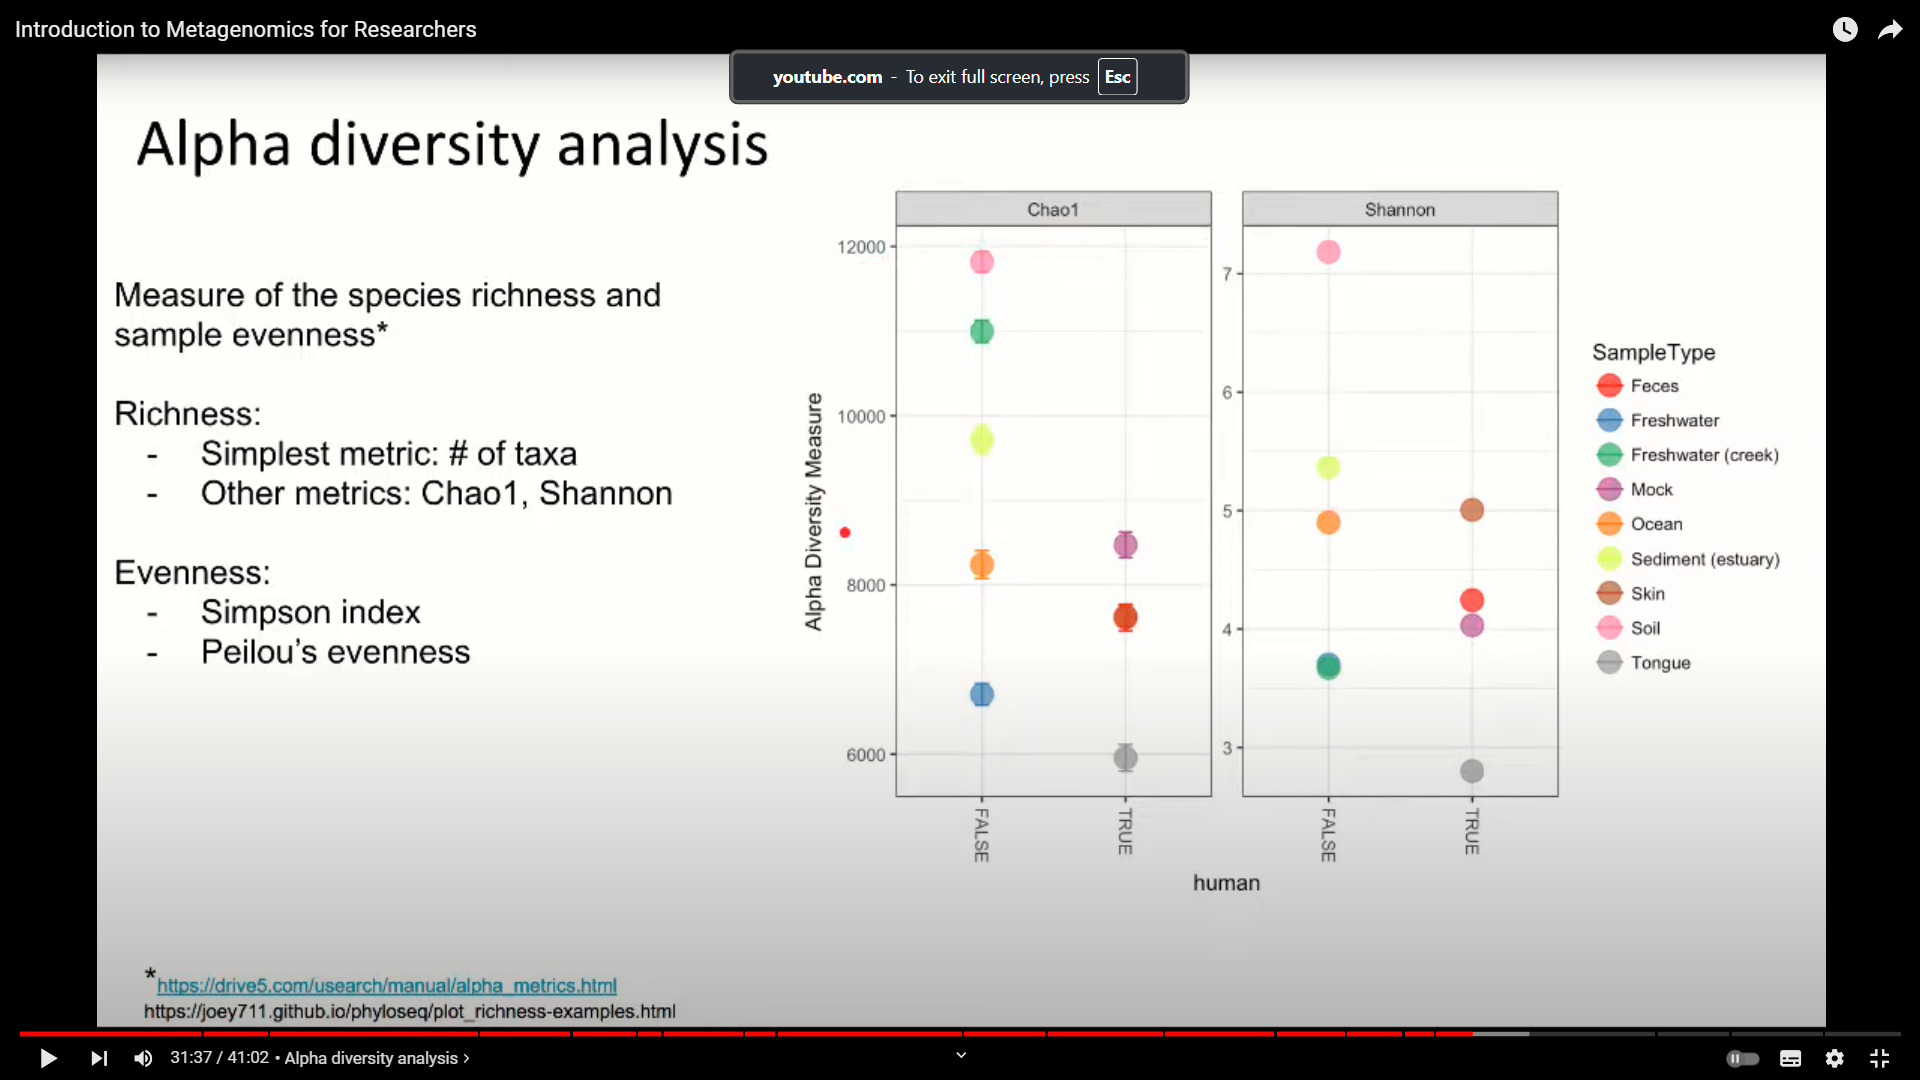 Introduction to Metagenomics for Researchers
youtube.com - To exit full screen, press Esc
Alpha diversity analysis
Measure of the species richness and
sample evenness*
Richness:
- Simplest metric: # of taxa
- Other metrics: Chao1, Shannon
Evenness:
- Simpson index
- Peilou's evenness
Alpha Diversity Measure
Chao1
12000
10000
8000
6000
FALSE
TRUE
Shannon
7
6
5
4
3
FALSE
TRUE
human
SampleType
Feces
Freshwater
Freshwater (creek)
Mock
Ocean
Sediment (estuary)
Skin
Soil
Tongue
*https://drive5.com/usearch/manual/alpha_metrics.html
https://joey711.github.io/phyloseq/plot_richness-examples.html
31:37 / 41:02 • Alpha diversity analysis ›